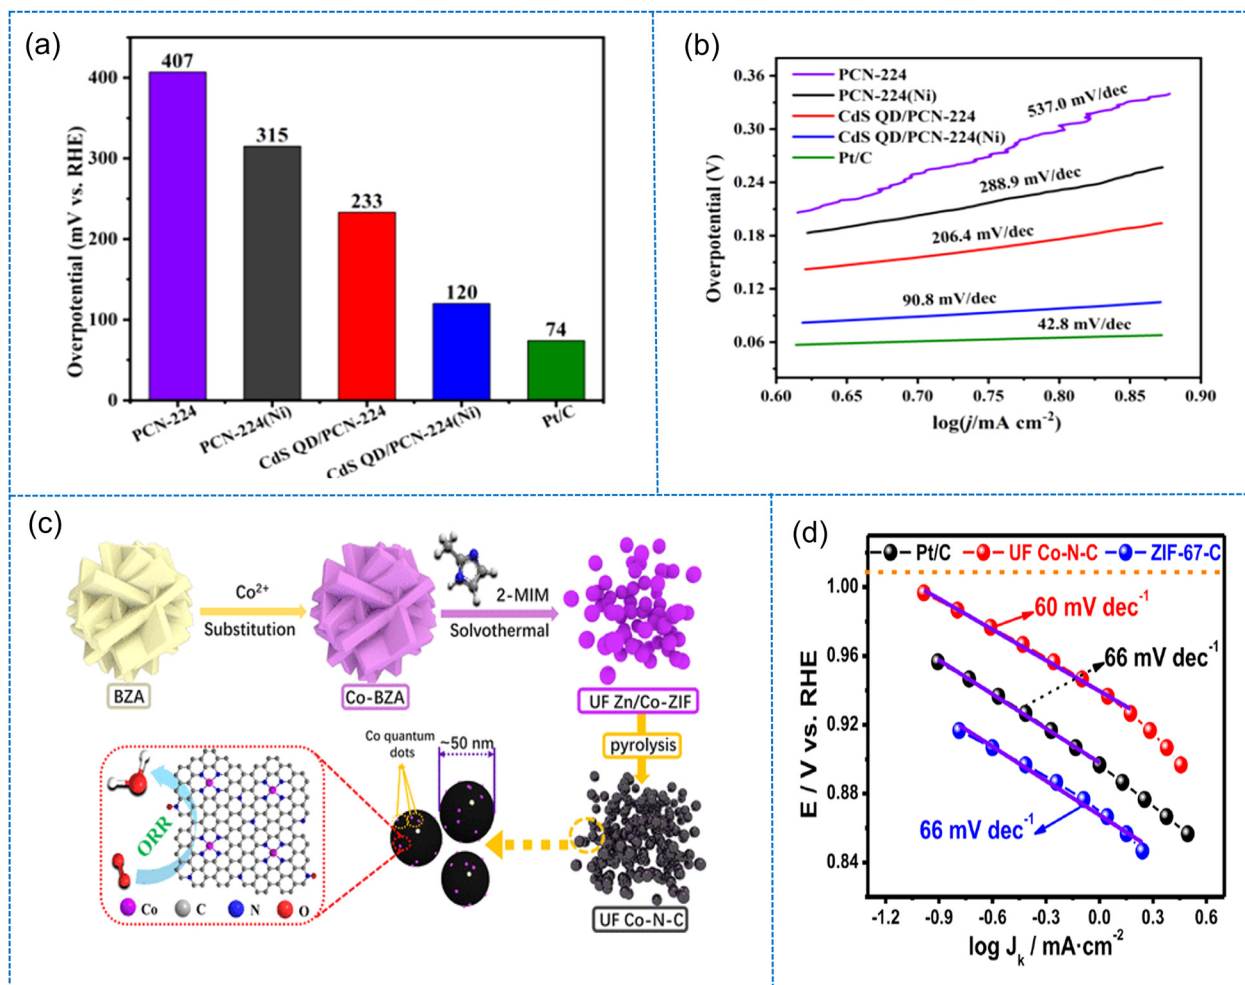 (a)
Overpotential (mV vs. RHE)
400
300
200
100
0
407
315
233
120
74
PCN-224
PCN-224(Ni)
CdS QD/PCN-224
CdS QD/PCN-224(Ni)
Pt/C
(b)
Overpotential (V)
0.36
0.30
0.24
0.18
0.12
0.06
PCN-224
PCN-224(Ni)
CdS QD/PCN-224
CdS QD/PCN-224(Ni)
Pt/C
537.0 mV/dec
288.9 mV/dec
206.4 mV/dec
90.8 mV/dec
42.8 mV/dec
0.60 0.65 0.70 0.75 0.80 0.85 0.90
log(j/mA cm⁻²)
(c)
BZA
Co²⁺
Substitution
Co-BZA
2-MIM
Solvothermal
UF Zn/Co-ZIF
pyrolysis
UF Co-N-C
Co quantum
dots
~50 nm
ORR
Co C N O
(d)
Pt/C UF Co-N-C ZIF-67-C
E / V vs. RHE
1.00
0.96
0.92
0.88
0.84
60 mV dec⁻¹
66 mV dec⁻¹
66 mV dec⁻¹
-1.2 -0.9 -0.6 -0.3 0.0 0.3 0.6
log Jₖ / mA·cm⁻²